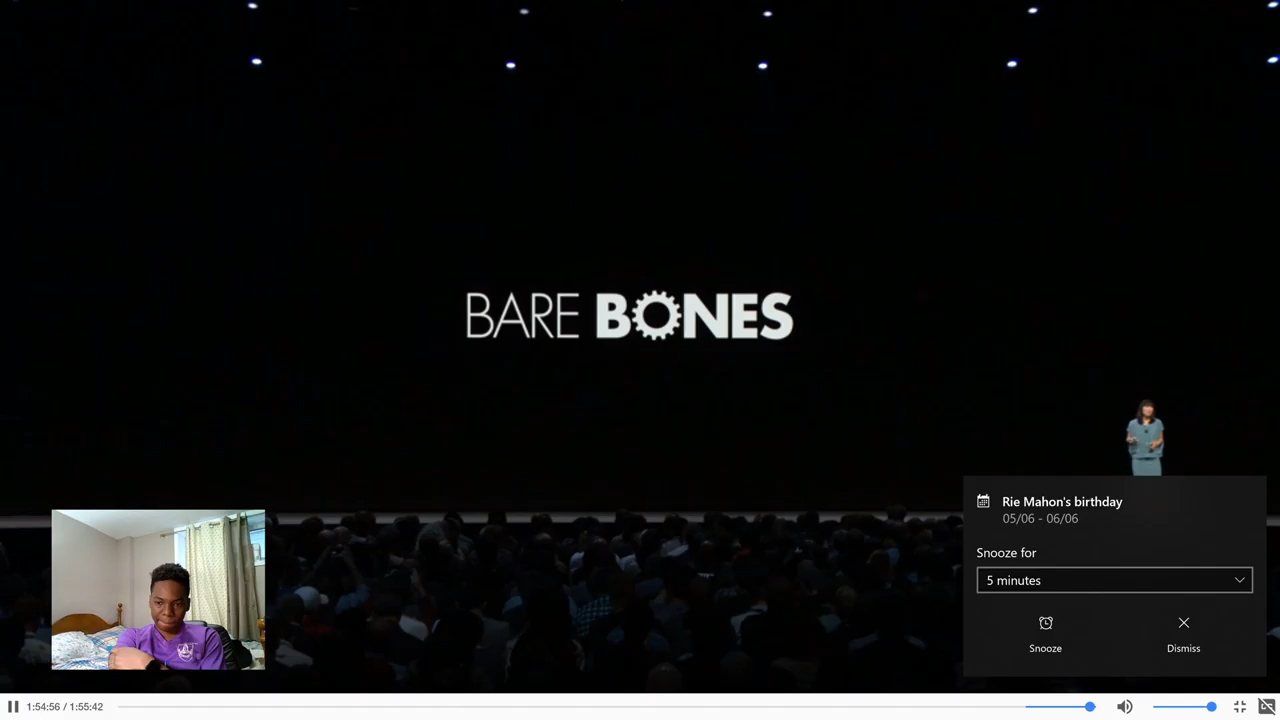 BARE BONES
Rie Mahon's birthday
05/06 - 06/06
Snooze for
5 minutes
Snooze
Dismiss
1:54:56 / 1:55:42